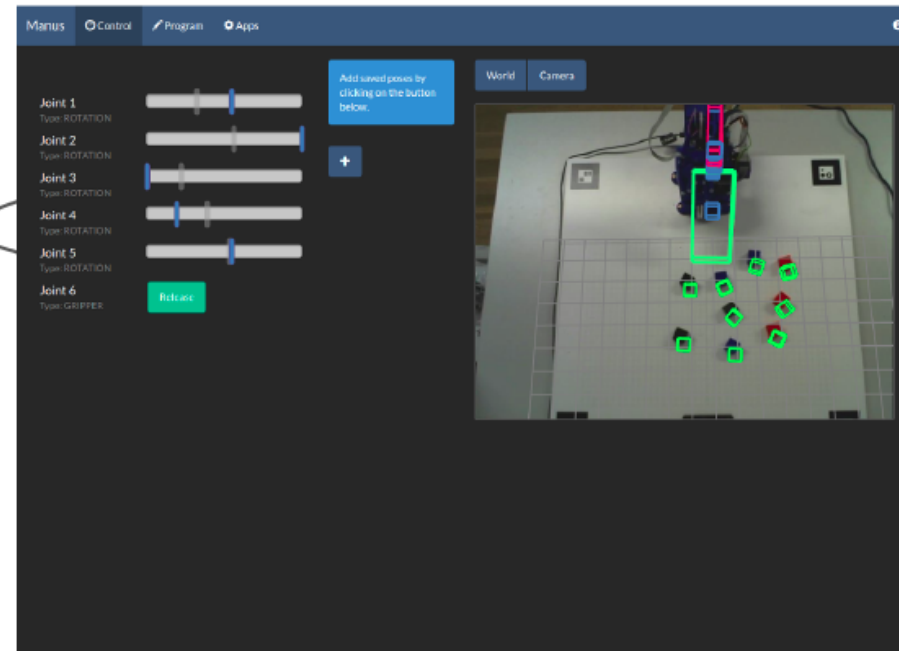 Manus
Control
Program
Apps
Joint 1
Type: ROTATION
Joint 2
Type: ROTATION
Joint 3
Type: ROTATION
Joint 4
Type: ROTATION
Joint 5
Type: ROTATION
Joint 6
Type: GRIPPER
Release
Add saved poses by
clicking on the button
below.
+
World
Camera